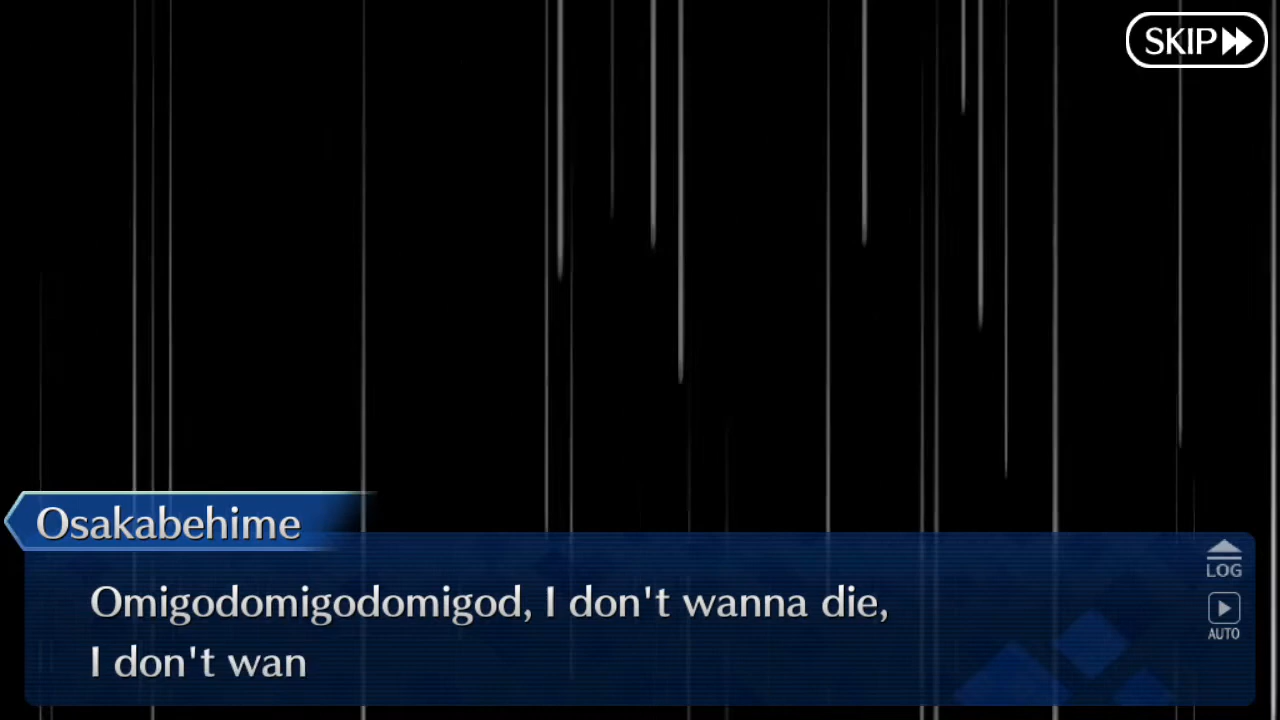 SKIP
Osakabehime
Omigodomigodomigod, I don't wanna die,
I don't wan
LOG
AUTO